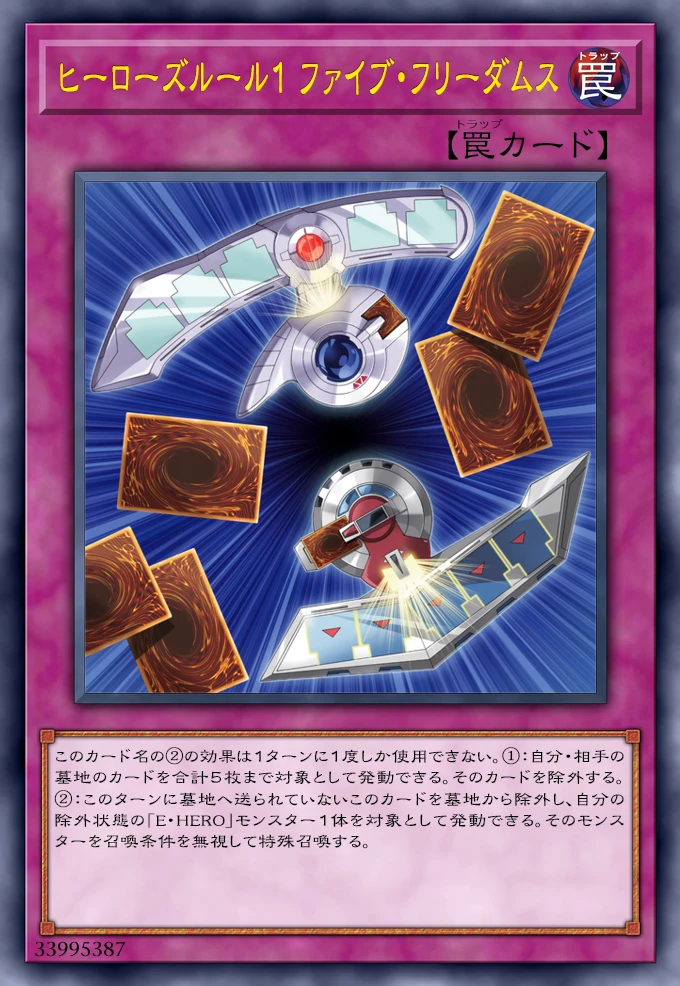 ヒーローズルール1 ファイブ・フリーダムス
トラップ
罠
トラップ
【罠カード】
このカード名の②の効果は1ターンに1度しか使用できない。①:自分・相手の
墓地のカードを合計5枚まで対象として発動できる。そのカードを除外する。
②:このターンに墓地へ送られていないこのカードを墓地から除外し、自分の
除外状態の「E・HERO」モンスター1体を対象として発動できる。そのモンス
ターを召喚条件を無視して特殊召喚する。
33995387